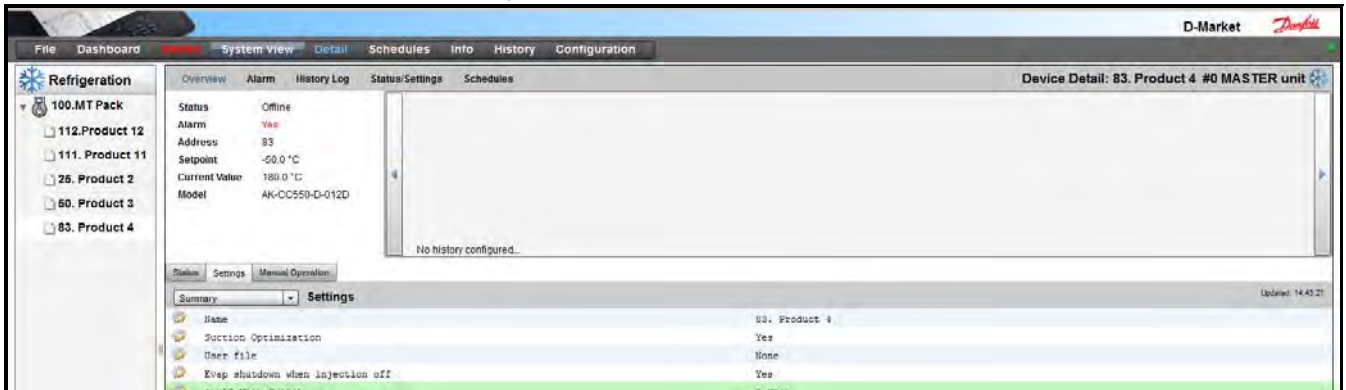 D-Market Danfoss
File Dashboard System View Detail Schedules Info History Configuration
Refrigeration
100.MT Pack
112.Product 12
111. Product 11
25. Product 2
50. Product 3
83. Product 4
Overview Alarm History Log Status/Settings Schedules
Device Detail: 83. Product 4 #0 MASTER unit
Status Offline
Alarm Yes
Address 83
Setpoint -50.0 °C
Current Value 180.0 °C
Model AK-CC550-D-012D
No history configured...
Status Settings Manual Operation
Summary Settings
Updated: 14:43:21
Name 83. Product 4
Suction Optimization Yes
User file None
Evap shutdown when injection off Yes